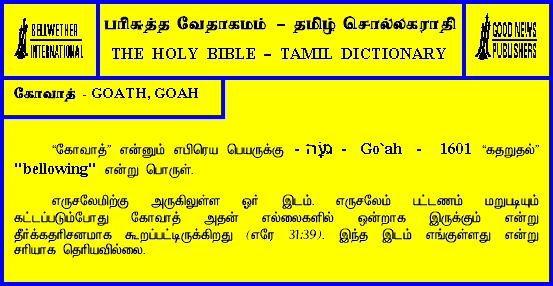 BELLWETHER
INTERNATIONAL
பரிசுத்த வேதாகமம் – தமிழ் சொல்லகராதி
THE HOLY BIBLE – TAMIL DICTIONARY
GOOD NEWS
PUBLISHERS
கோவாத் - GOATH, GOAH
“கோவாத்” என்னும் எபிரெய பெயருக்கு - - Go`ah - 1601 “கதறுதல்”
"bellowing" என்று பொருள்.
எருசலேமிற்கு அருகிலுள்ள ஓர் இடம். எருசலேம் பட்டணம் மறுபடியும்
கட்டப்படும்போது கோவாத் அதன் எல்லைகளில் ஒன்றாக இருக்கும் என்று
தீர்க்கதரிசனமாக கூறப்பட்டிருக்கிறது (எரே 31:39). இந்த இடம் எங்குள்ளது என்று
சரியாக தெரியவில்லை.